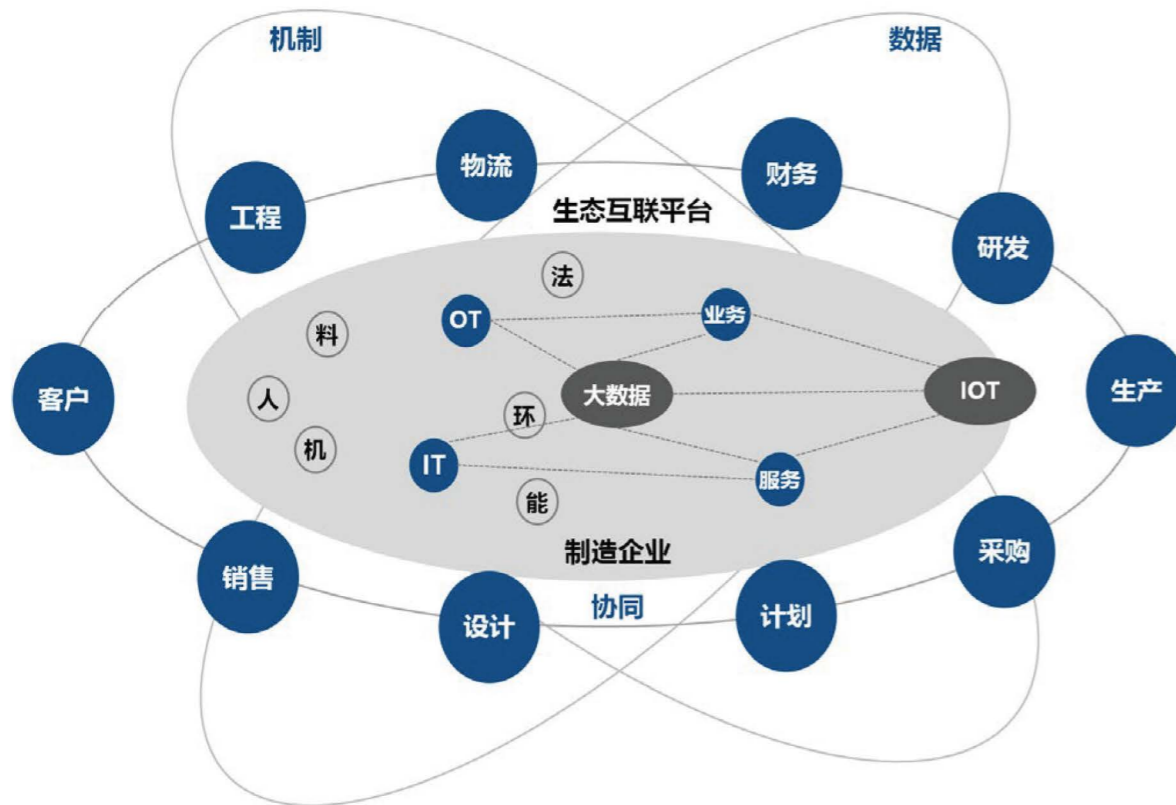 机制
数据
物流
财务
工程
生态互联平台
研发
法
料
OT
业务
客户
人
环
大数据
IOT
生产
机
IT
服务
能
制造企业
采购
销售
协同
设计
计划